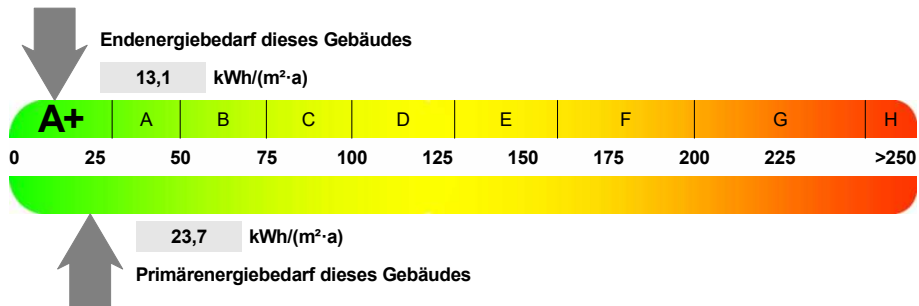 Endenergiebedarf dieses Gebäudes
13,1 kWh/(m²·a)
A+ A B C D E F G H
0 25 50 75 100 125 150 175 200 225 >250
23,7 kWh/(m²·a)
Primärenergiebedarf dieses Gebäudes